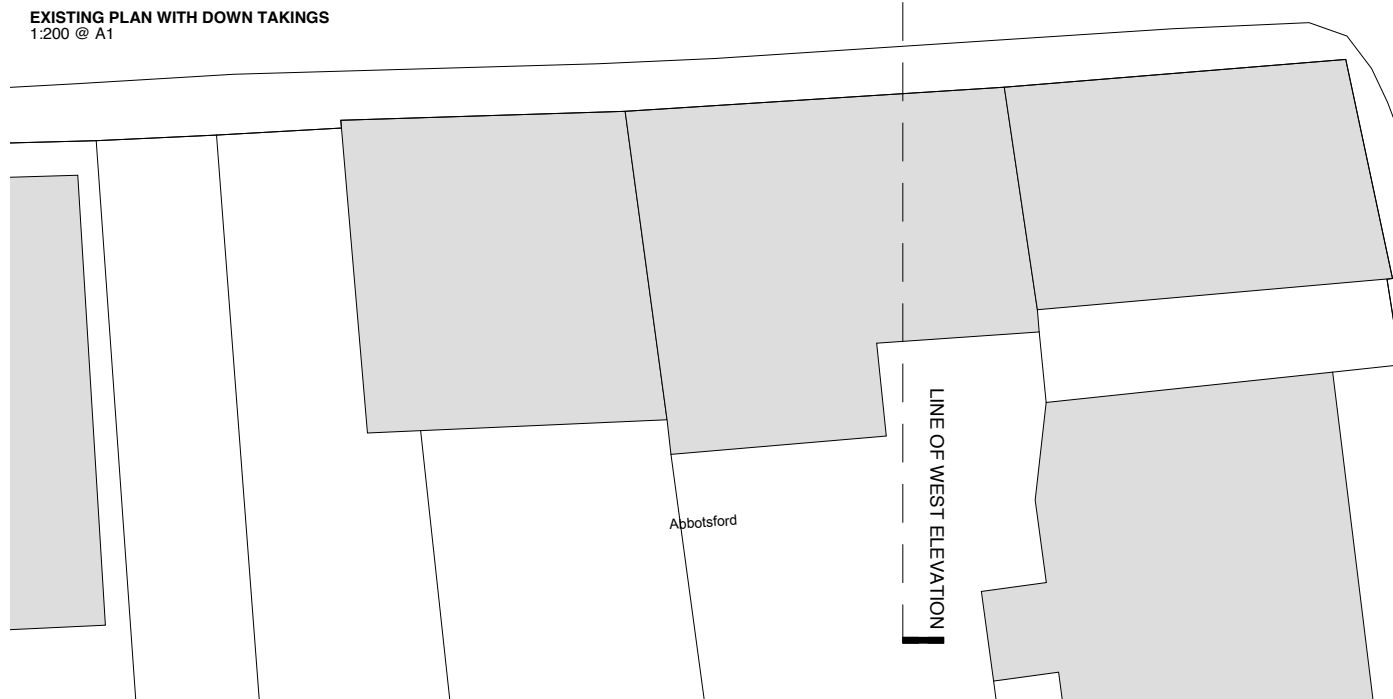 EXISTING PLAN WITH DOWN TAKINGS
1:200 @ A1
LINE OF WEST ELEVATION
Abbotsford